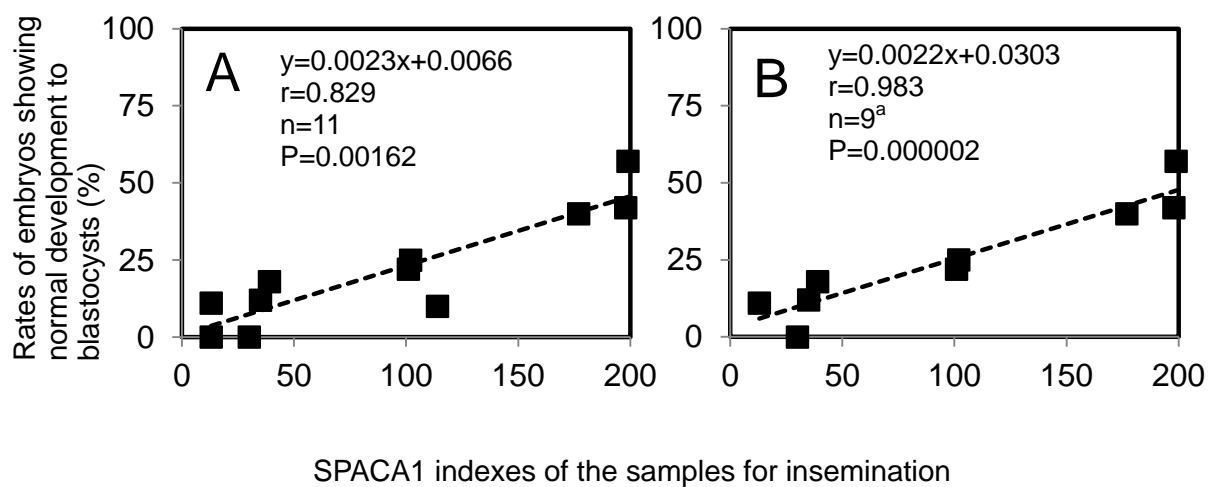 Rates of embryos showing
normal development to
blastocysts (%)
100
75
50
25
0
A
y=0.0023x+0.0066
r=0.829
n=11
P=0.00162
0
50
100
150
200
100
75
50
25
0
B
y=0.0022x+0.0303
r=0.983
n=9ᵃ
P=0.000002
0
50
100
150
200
SPACA1 indexes of the samples for insemination